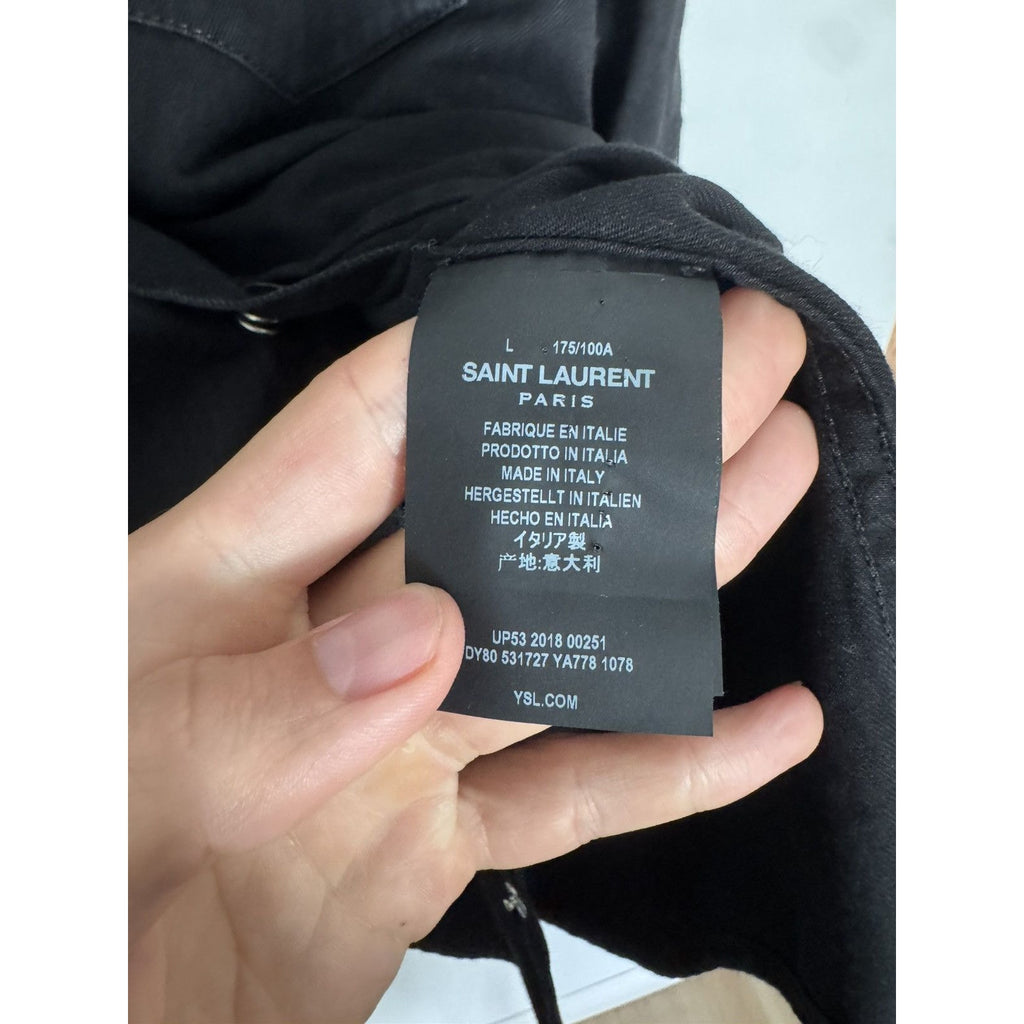 L 175/100A
SAINT LAURENT
PARIS
FABRIQUE EN ITALIE
PRODOTTO IN ITALIA
MADE IN ITALY
HERGESTELLT IN ITALIEN
HECHO EN ITALIA
イタリア製
产地:意大利
UP53 2018 00251
DY80 531727 YA778 1078
YSL.COM